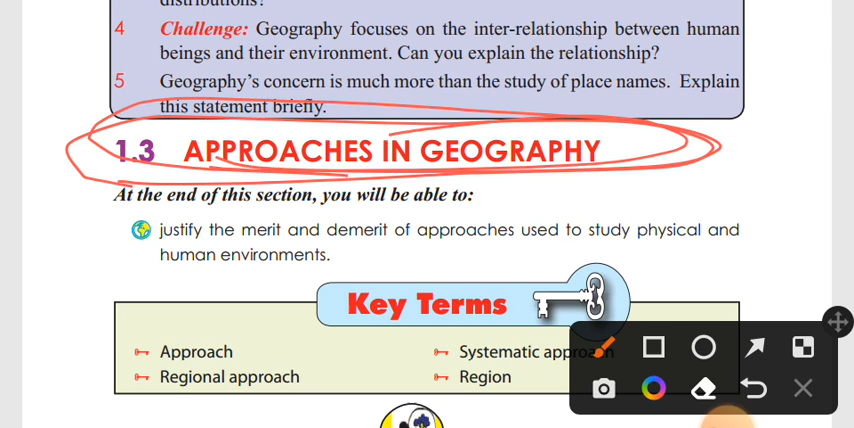 distributions?
4 Challenge: Geography focuses on the inter-relationship between human
beings and their environment. Can you explain the relationship?
5 Geography’s concern is much more than the study of place names. Explain
this statement briefly.
1.3 APPROACHES IN GEOGRAPHY
At the end of this section, you will be able to:
justify the merit and demerit of approaches used to study physical and
human environments.
Key Terms
Approach
Systematic approach
Regional approach
Region